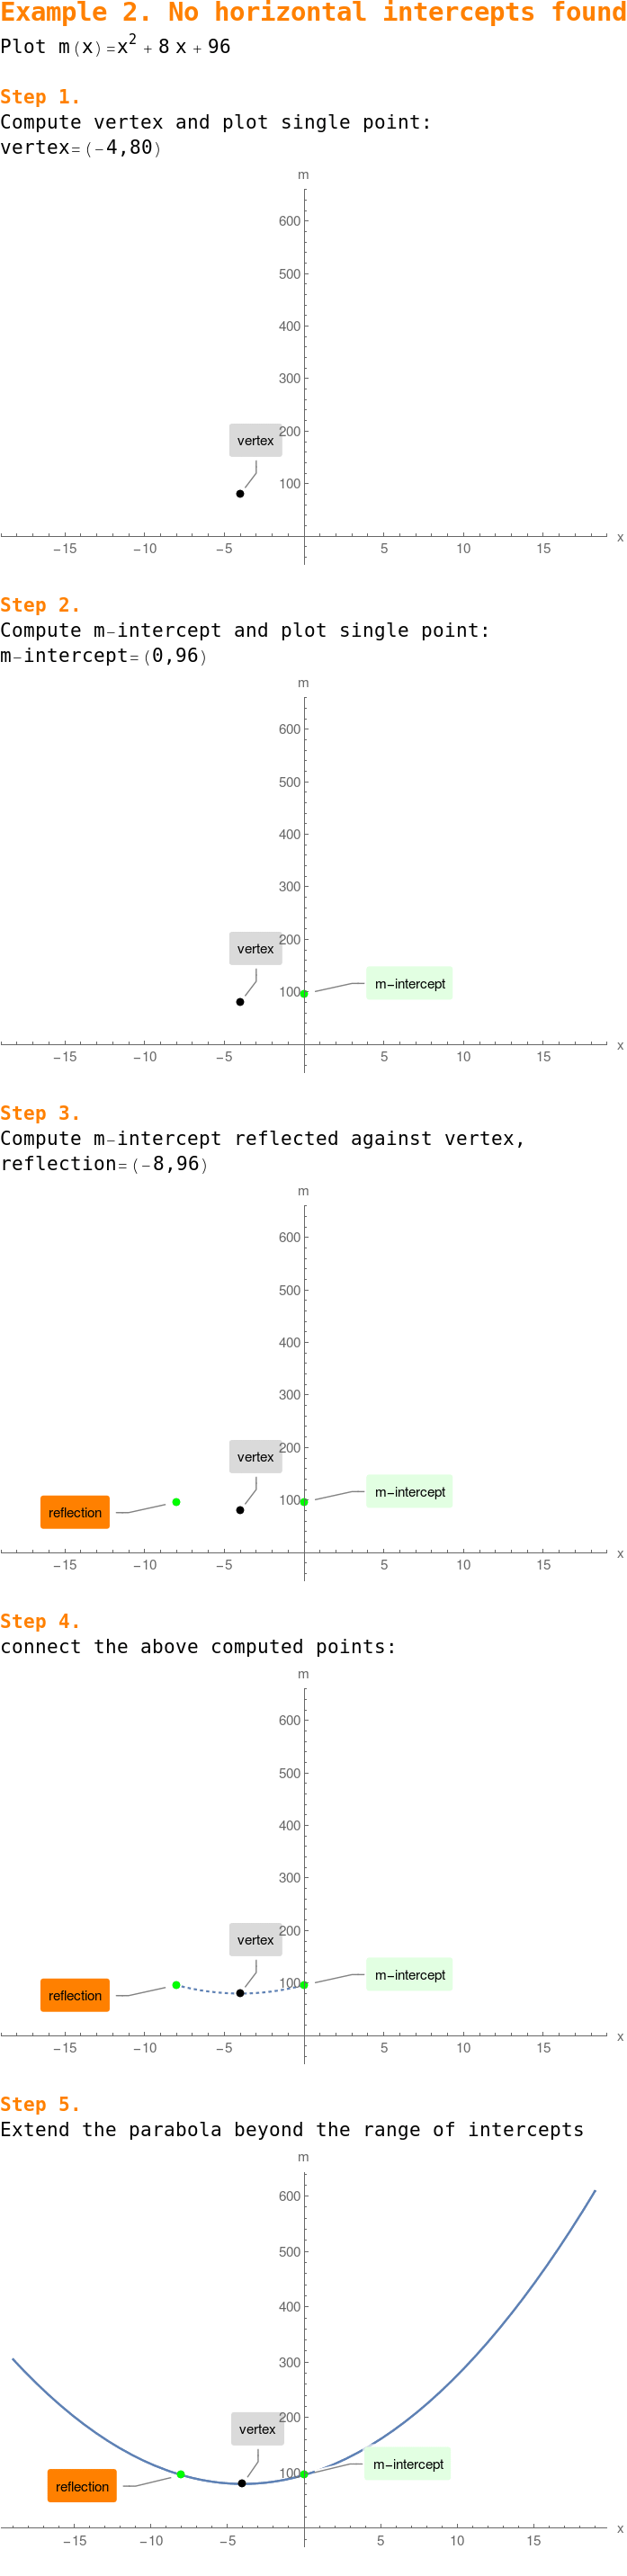 Example 2. No horizontal intercepts found
Plot m(x)=x² + 8 x + 96
Step 1.
Compute vertex and plot single point:
vertex=(-4,80)
m
600
500
400
300
200
vertex
100
-15 -10 -5 5 10 15 x
Step 2.
Compute m-intercept and plot single point:
m-intercept=(0,96)
m
600
500
400
300
200
vertex
m-intercept
100
-15 -10 -5 5 10 15 x
Step 3.
Compute m-intercept reflected against vertex,
reflection=(-8,96)
m
600
500
400
300
200
vertex
m-intercept
100
reflection
-15 -10 -5 5 10 15 x
Step 4.
connect the above computed points:
m
600
500
400
300
200
vertex
m-intercept
100
reflection
-15 -10 -5 5 10 15 x
Step 5.
Extend the parabola beyond the range of intercepts
m
600
500
400
300
200
vertex
m-intercept
100
reflection
-15 -10 -5 5 10 15 x